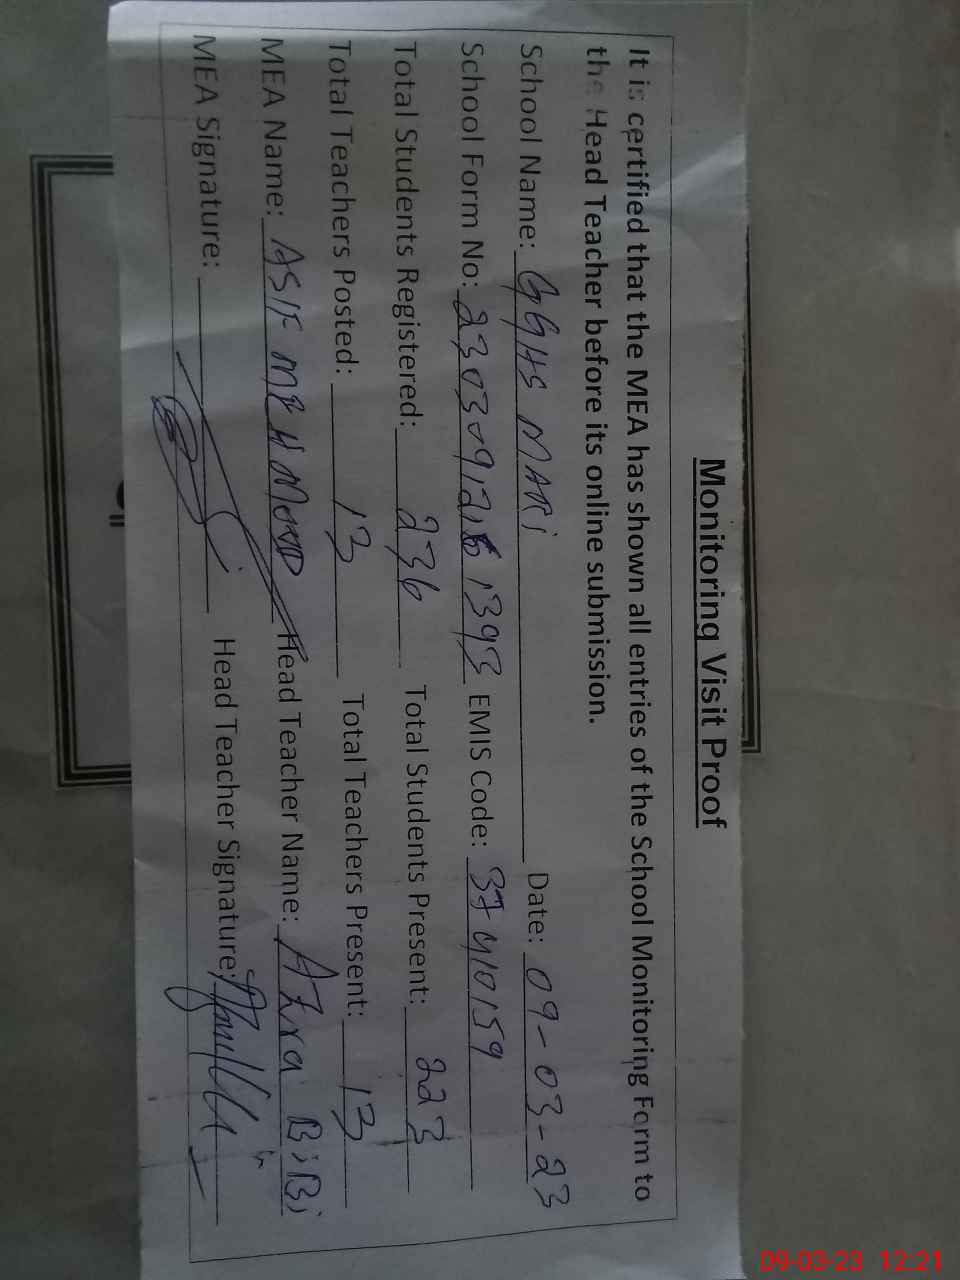 Monitoring Visit Proof
It is certified that the MEA has shown all entries of the School Monitoring Form to
the Head Teacher before its online submission.
School Name: GGHS MARI Date: 09-03-23
School Form No: EMIS Code: 37410159
Total Students Registered: 236 Total Students Present: 223
Total Teachers Posted: 13 Total Teachers Present: 13
MEA Name: ASIF Head Teacher Name: AZra BiBi
MEA Signature: Head Teacher Signature:
09-03-23 12:21